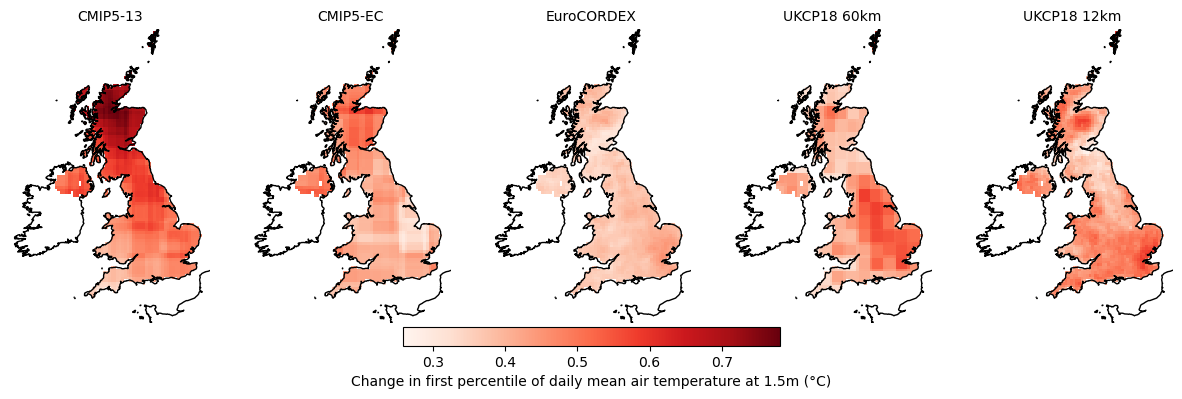 CMIP5-13 CMIP5-EC EuroCORDEX UKCP18 60km UKCP18 12km
0.3 0.4 0.5 0.6 0.7
Change in first percentile of daily mean air temperature at 1.5m (°C)